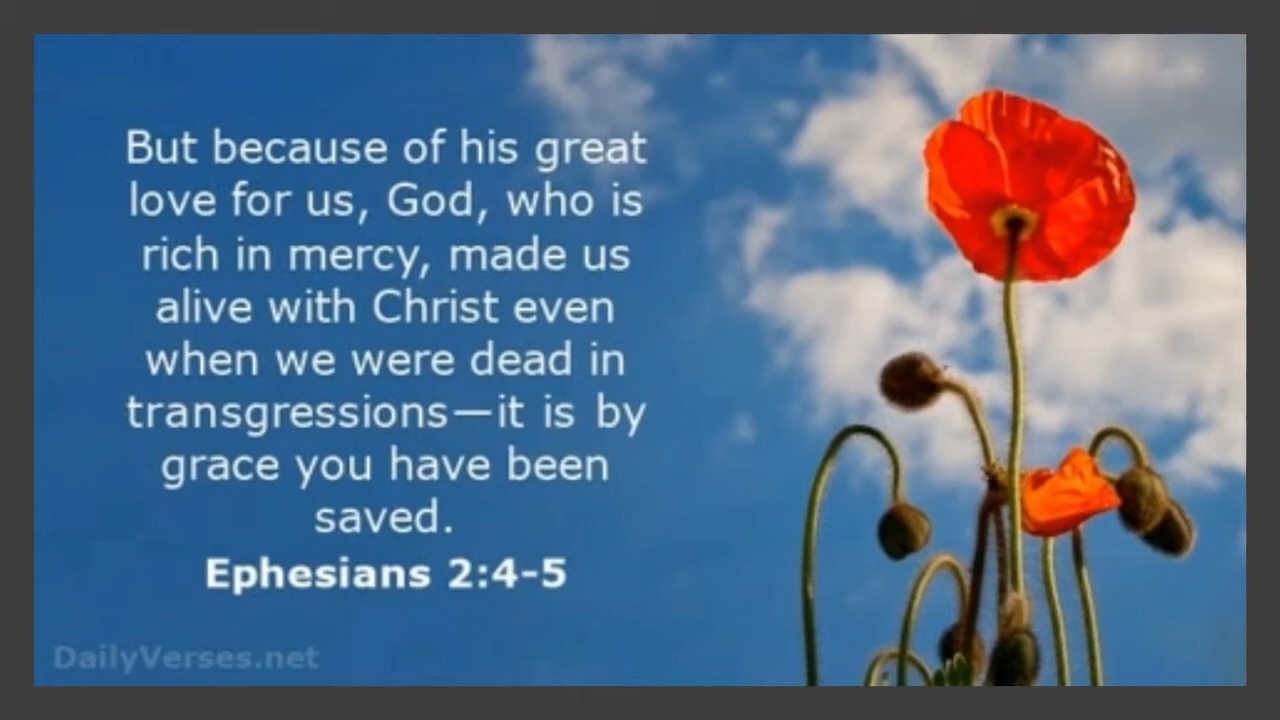 But because of his great
love for us, God, who is
rich in mercy, made us
alive with Christ even
when we were dead in
transgressions—it is by
grace you have been
saved.
Ephesians 2:4-5
DailyVerses.net